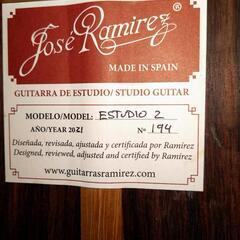 José Ramírez ®
MADE IN SPAIN
GUITARRA DE ESTUDIO/ STUDIO GUITAR
MODELO/MODEL: ESTUDIO 2
AÑO/YEAR 2021 Nº 194
Diseñada, revisada, ajustada y certificada por Ramírez
Designed, reviewed, adjusted and certified by Ramírez
www.guitarrasramirez.com